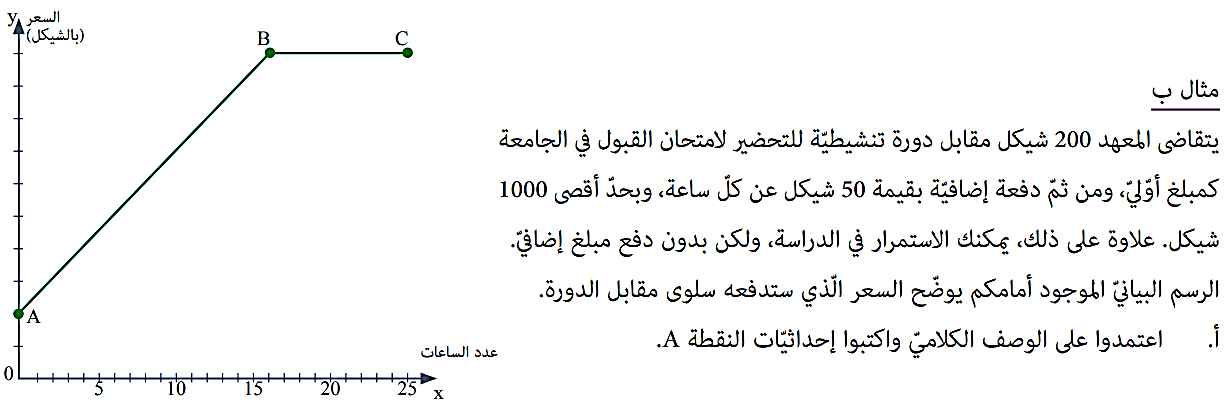 مثال ب
يتقاضى المعهد 200 شيكل مقابل دورة تنشيطيّة للتحضير لامتحان القبول في الجامعة
كمبلغ أوّليّ، ومن ثمّ دفعة إضافيّة بقيمة 50 شيكل عن كلّ ساعة، وبحدّ أقصى 1000
شيكل. علاوة على ذلك، يمكنك الاستمرار في الدراسة، ولكن بدون دفع مبلغ إضافيّ.
الرسم البيانيّ الموجود أمامكم يوضّح السعر الّذي ستدفعه سلوى مقابل الدورة.
أ. اعتمدوا على الوصف الكلاميّ واكتبوا إحداثيّات النقطة A.
y السعر
(بالشيكل)
B C
A
عدد الساعات
0 5 10 15 20 25 x